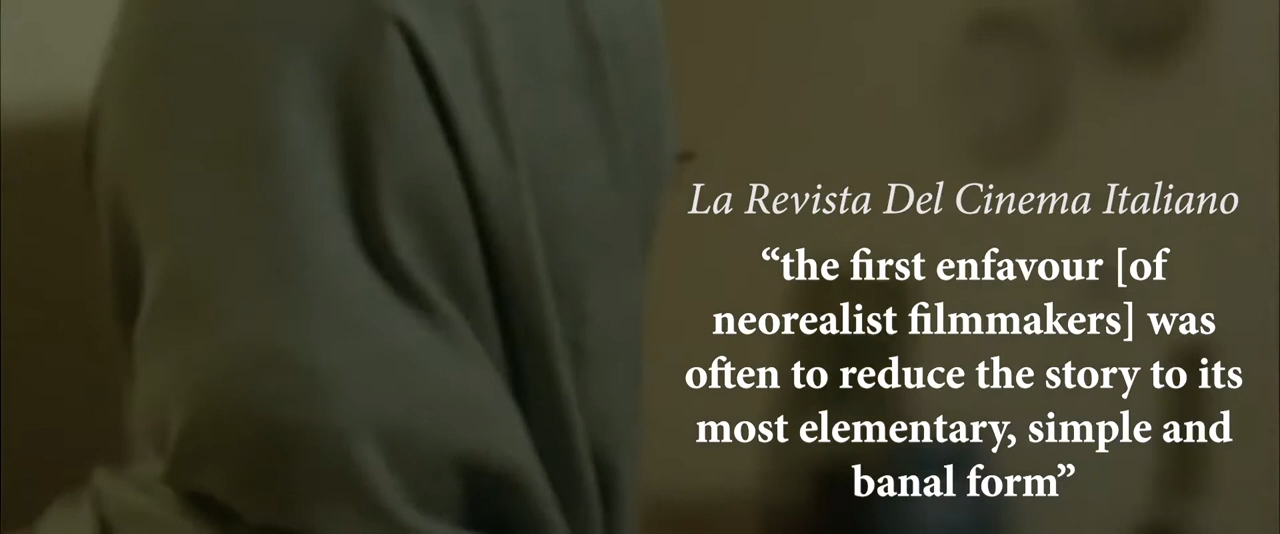 La Revista Del Cinema Italiano
“the first enfavour [of
neorealist filmmakers] was
often to reduce the story to its
most elementary, simple and
banal form”